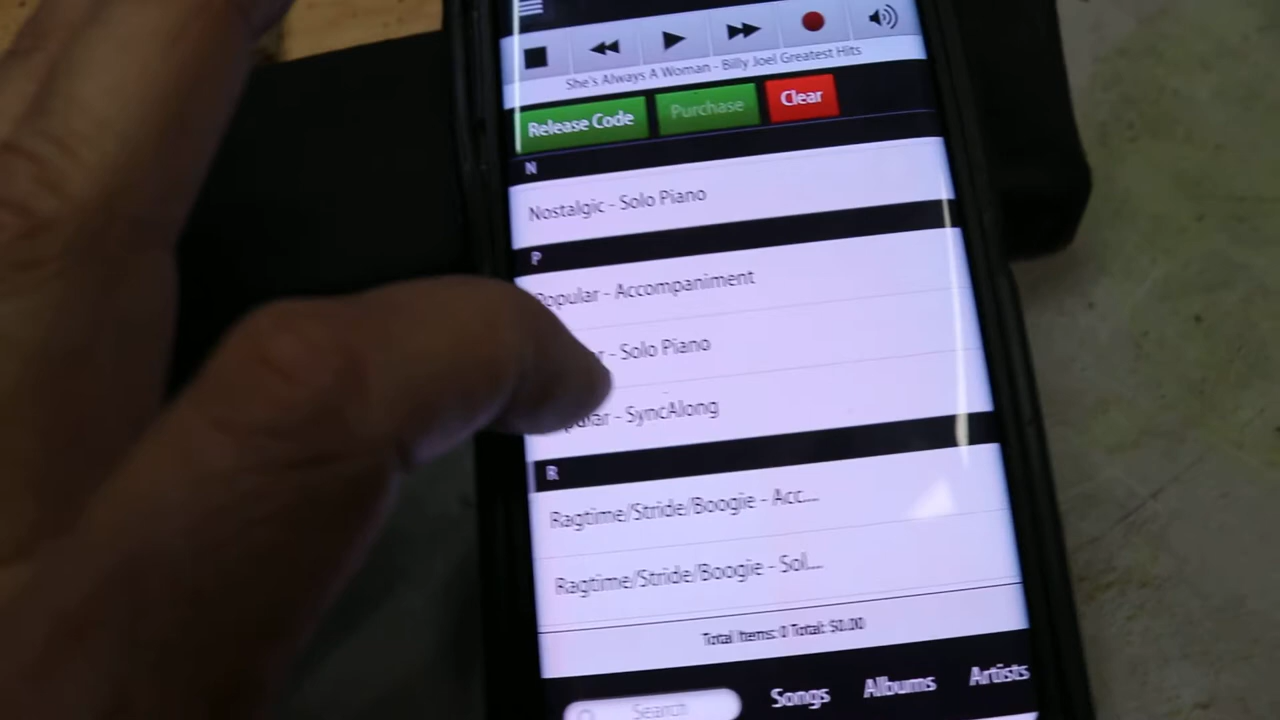 She's Always A Woman - Billy Joel Greatest Hits
Release Code Purchase Clear
N
Nostalgic - Solo Piano
P
Popular - Accompaniment
- Solo Piano
- SyncAlong
R
Ragtime/Stride/Boogie - Acc...
Ragtime/Stride/Boogie - Sol...
Total Items: 0 Total: $0.00
Search Songs Albums Artists